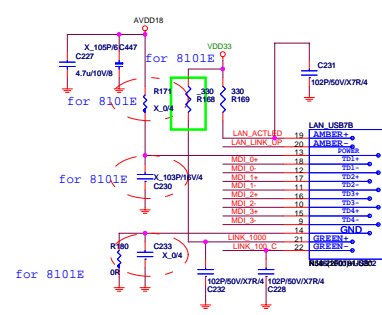 AVDD18
X_105P/6 C447
for 8101E
VDD33
C227
4.7u/10V/8
C231
102P/50V/X7R/4
R171
X_0/4
330
R168
330
R169
for 8101E
LAN_USB7B
LAN_ACTLED 19 AMBER+
LAN_LINK_UP 20 AMBER-
13 POWER
MDI_0+ 18 TD1+
MDI_0- 12 TD1-
MDI_1+ 17 TD2+
MDI_1- 11 TD2-
MDI_2+ 16 TD3+
MDI_2- 10 TD3-
MDI_3+ 15 TD4+
MDI_3- 9 TD4-
14 GND
LINK_1000 21 GREEN+
LINK_100_C 22 GREEN-
for 8101E
X_103P/16V/4
C230
R180
0R
C233
X_0/4
for 8101E
102P/50V/X7R/4
C232
102P/50V/X7R/4
C228